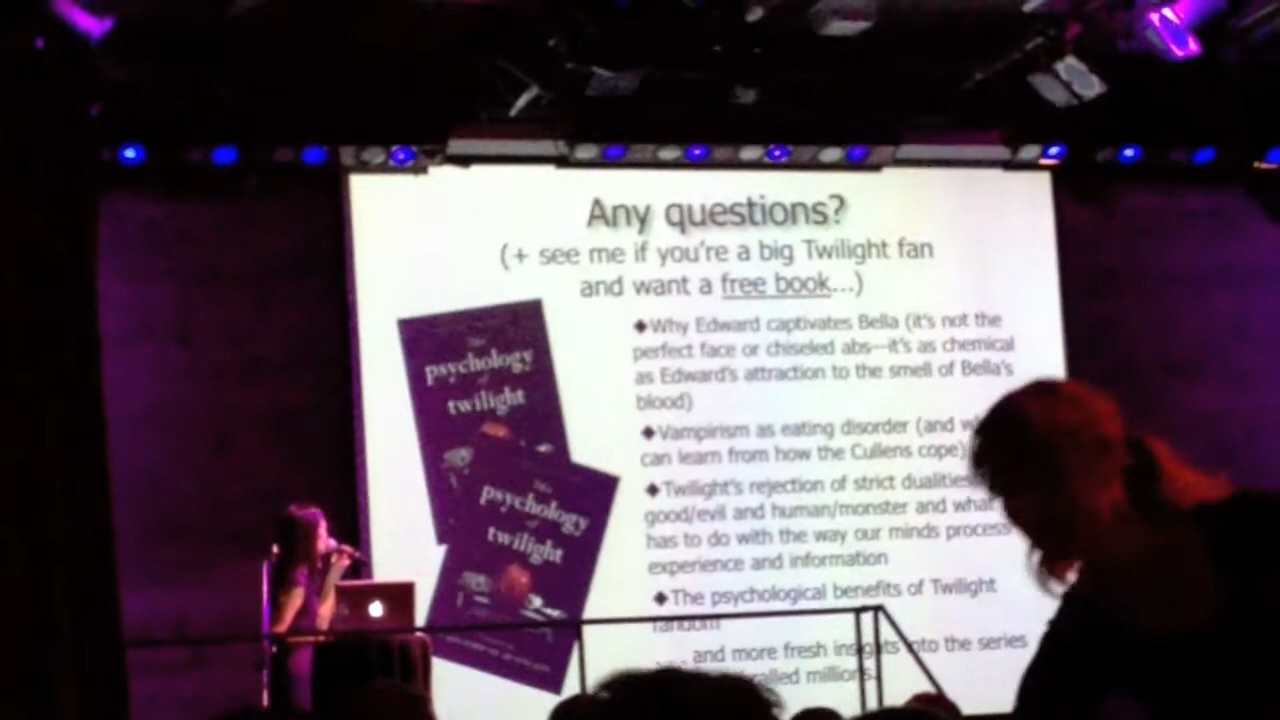 Any questions?
(+ see me if you're a big Twilight fan
and want a free book...)
◆Why Edward captivates Bella (it's not the
perfect face or chiseled abs—it's as chemical
as Edward's attraction to the smell of Bella's
blood)
◆Vampirism as eating disorder (and
can learn from how the Cullens cope)
◆Twilight's rejection of strict dualities
good/evil and human/monster and what
has to do with the way our minds process
experience and information
◆The psychological benefits of Twilight
fandom
and more fresh insights into the series
millions.
psychology
of
twilight
psychology
of
twilight